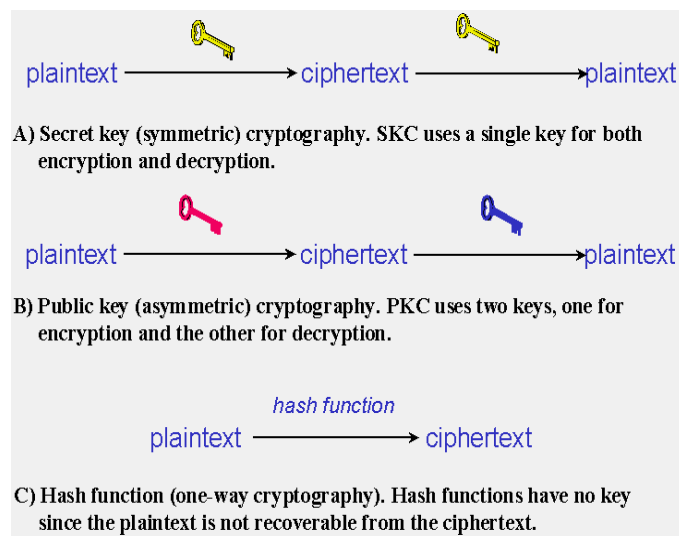 plaintext ciphertext plaintext
A) Secret key (symmetric) cryptography. SKC uses a single key for both
encryption and decryption.
plaintext ciphertext plaintext
B) Public key (asymmetric) cryptography. PKC uses two keys, one for
encryption and the other for decryption.
hash function
plaintext ciphertext
C) Hash function (one-way cryptography). Hash functions have no key
since the plaintext is not recoverable from the ciphertext.